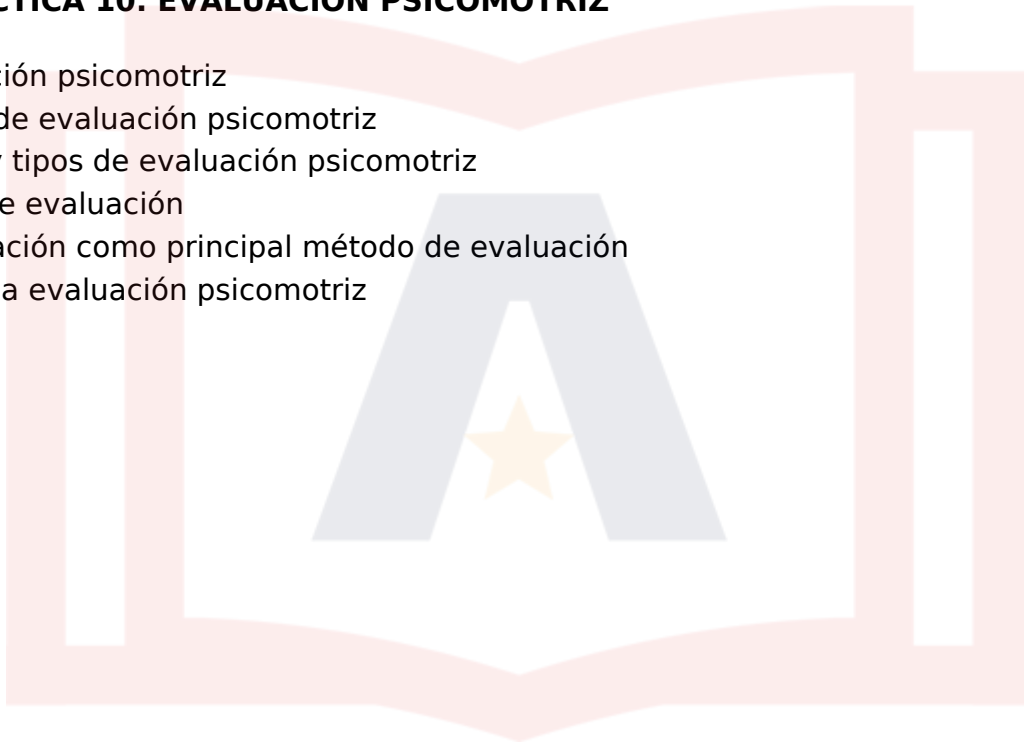 CTICA 10. EVALUACIÓN PSICOMOTRIZ
ción psicomotriz
de evaluación psicomotriz
y tipos de evaluación psicomotriz
e evaluación
ación como principal método de evaluación
a evaluación psicomotriz